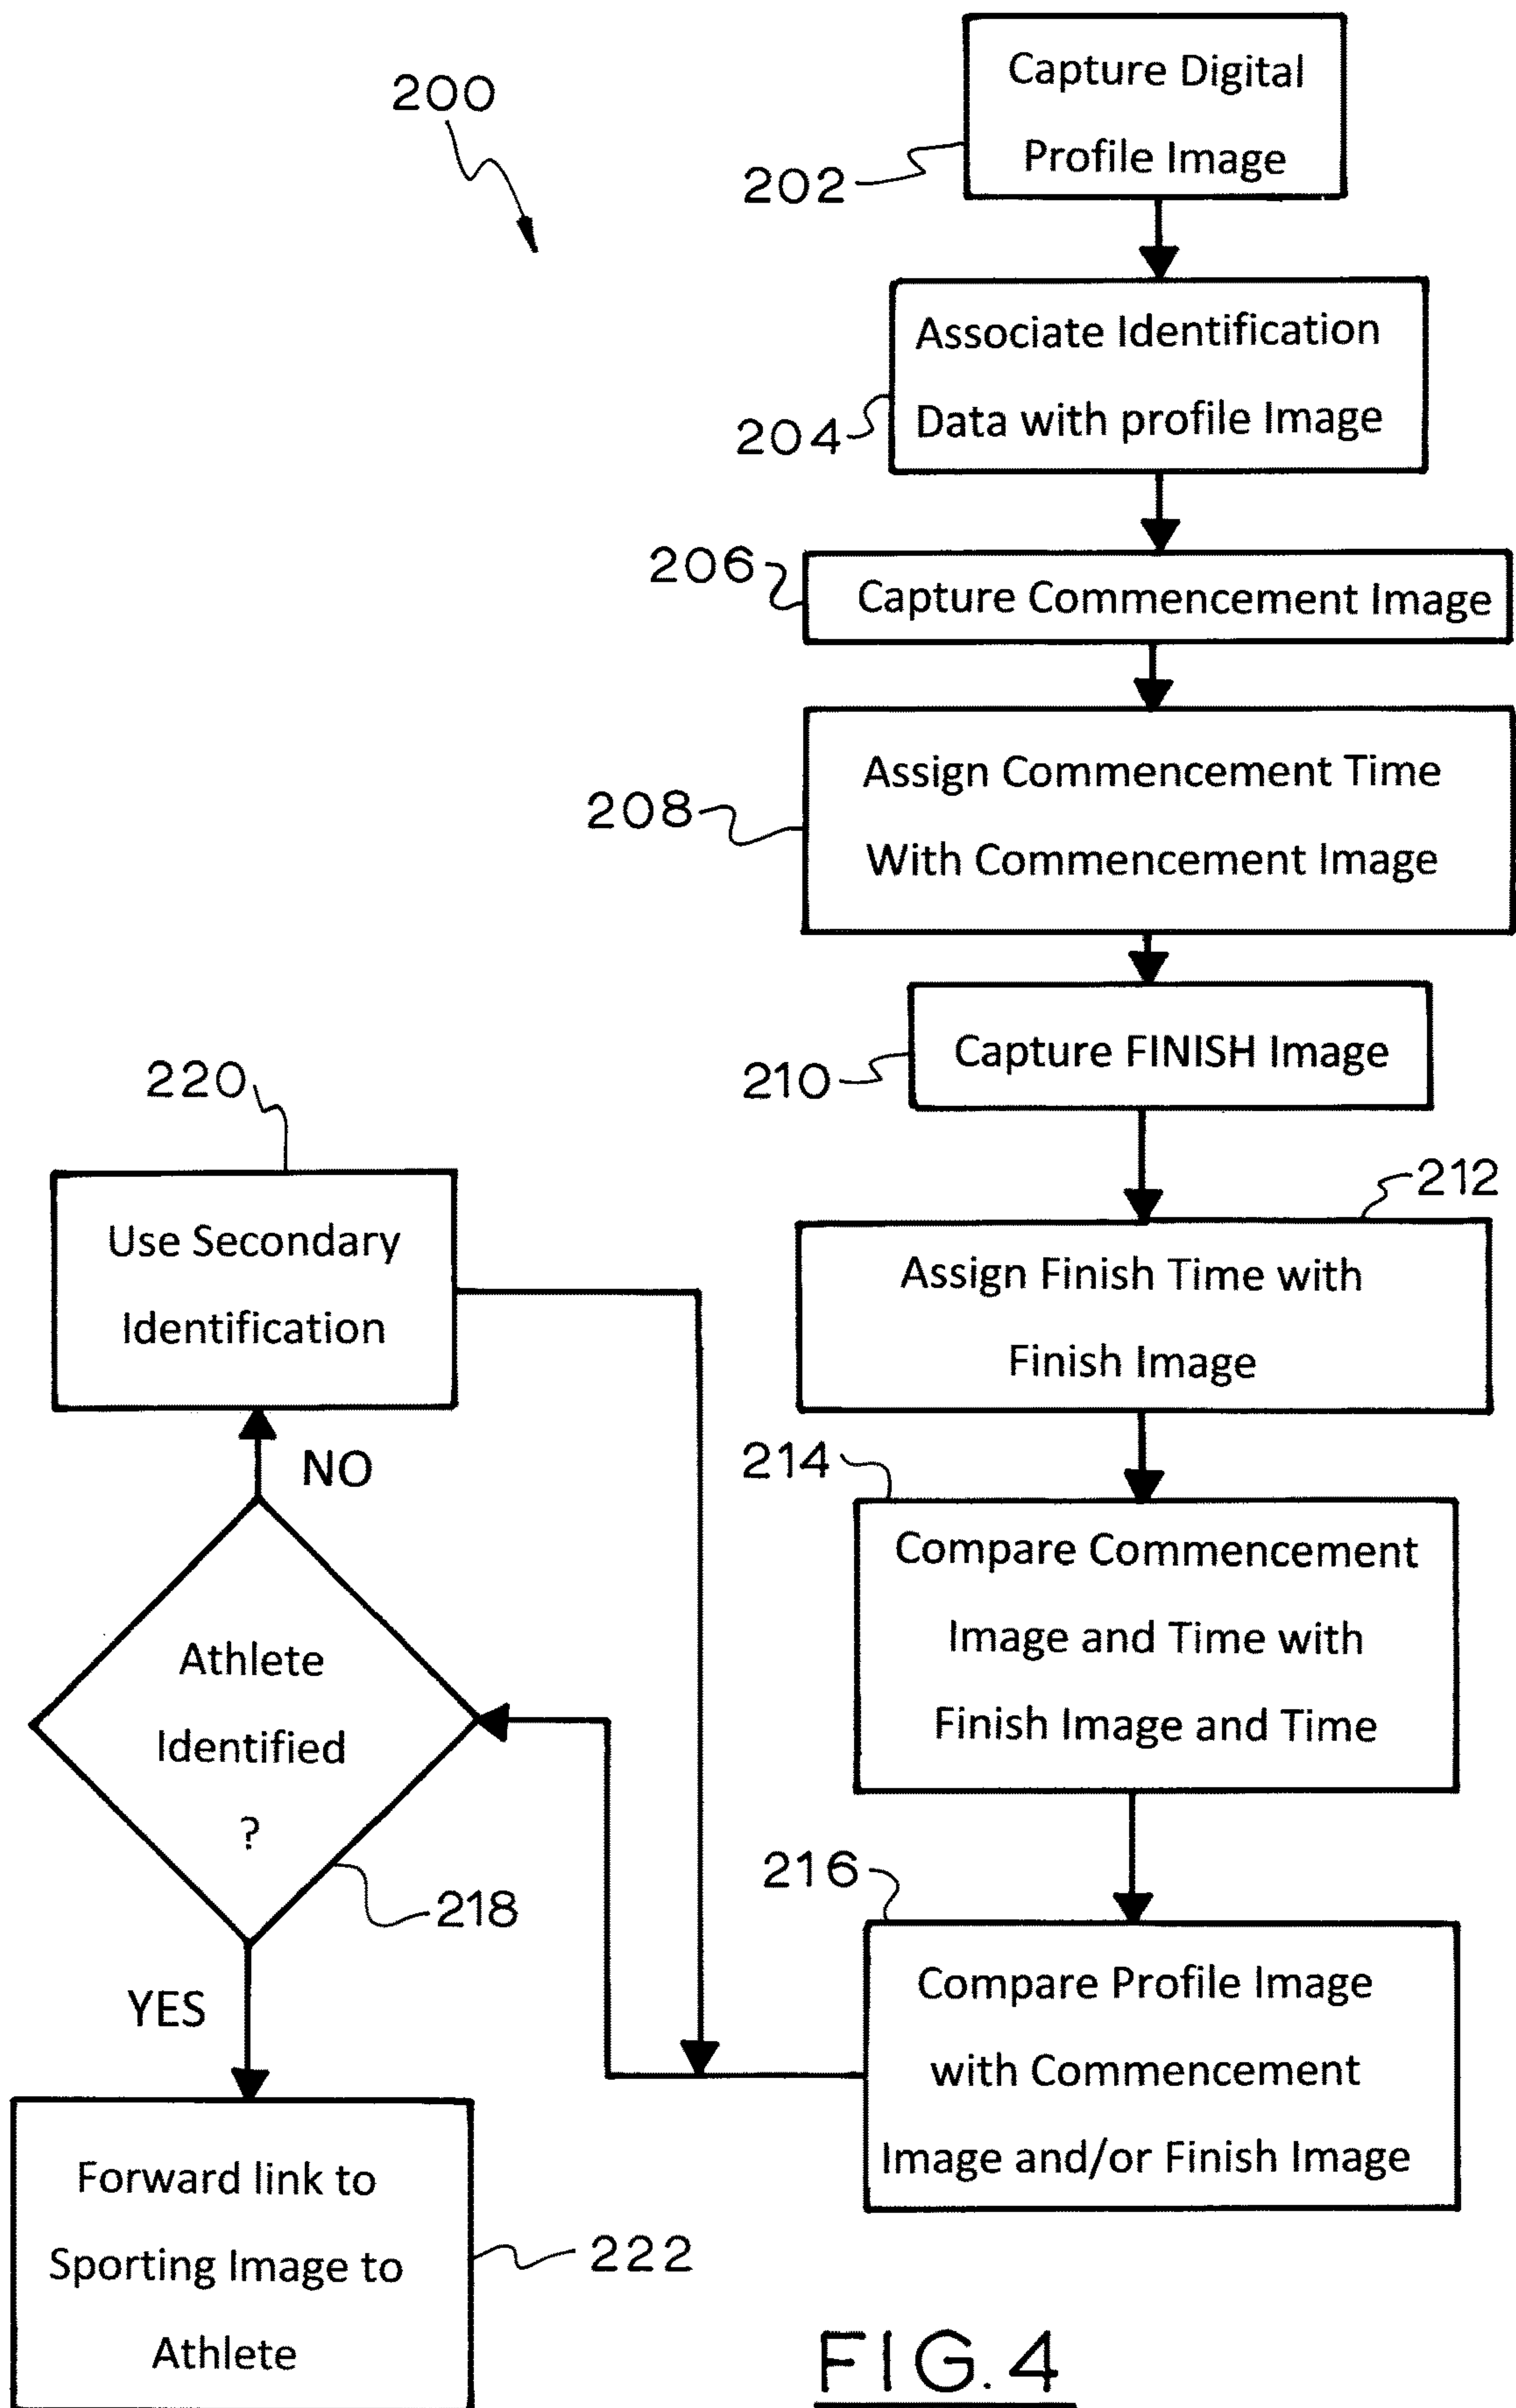 200
Capture Digital
Profile Image
202
Associate Identification
Data with profile Image
204
206
Capture Commencement Image
Assign Commencement Time
With Commencement Image
208
Capture FINISH Image
210
212
Assign Finish Time with
Finish Image
214
Compare Commencement
Image and Time with
Finish Image and Time
216
Compare Profile Image
with Commencement
Image and/or Finish Image
220
Use Secondary
Identification
NO
Athlete
Identified
?
218
YES
Forward link to
Sporting Image to
Athlete
222
FIG.4